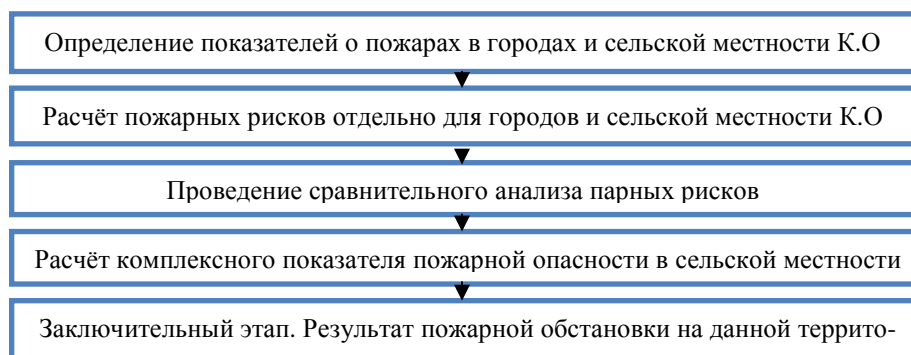 Определение показателей о пожарах в городах и сельской местности К.О
Расчёт пожарных рисков отдельно для городов и сельской местности К.О
Проведение сравнительного анализа парных рисков
Расчёт комплексного показателя пожарной опасности в сельской местности
Заключительный этап. Результат пожарной обстановки на данной террито-